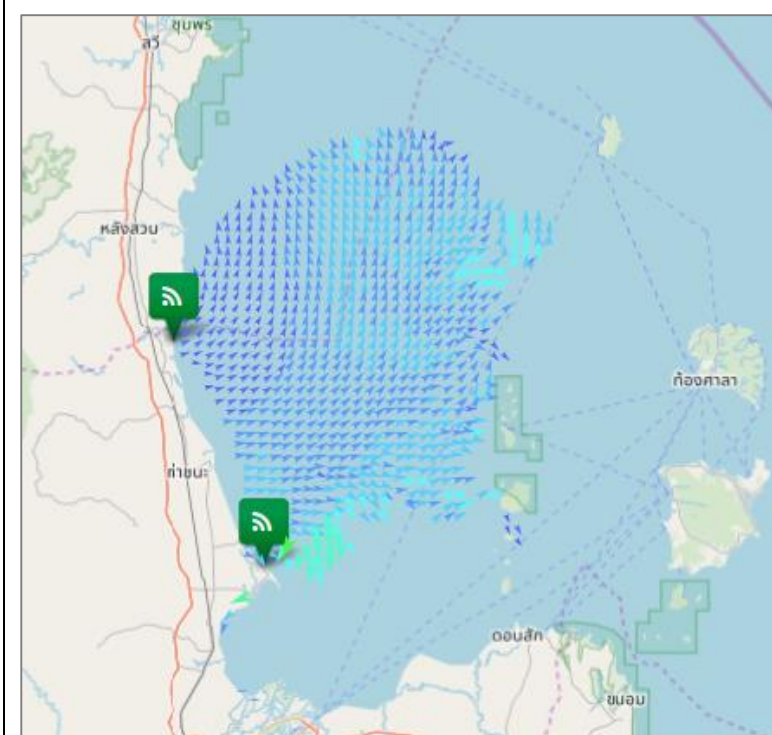 ชุมพร
สวี
หลังสวน
ท้องศาลา
ท่าชนะ
ดอนสัก
ขนอม